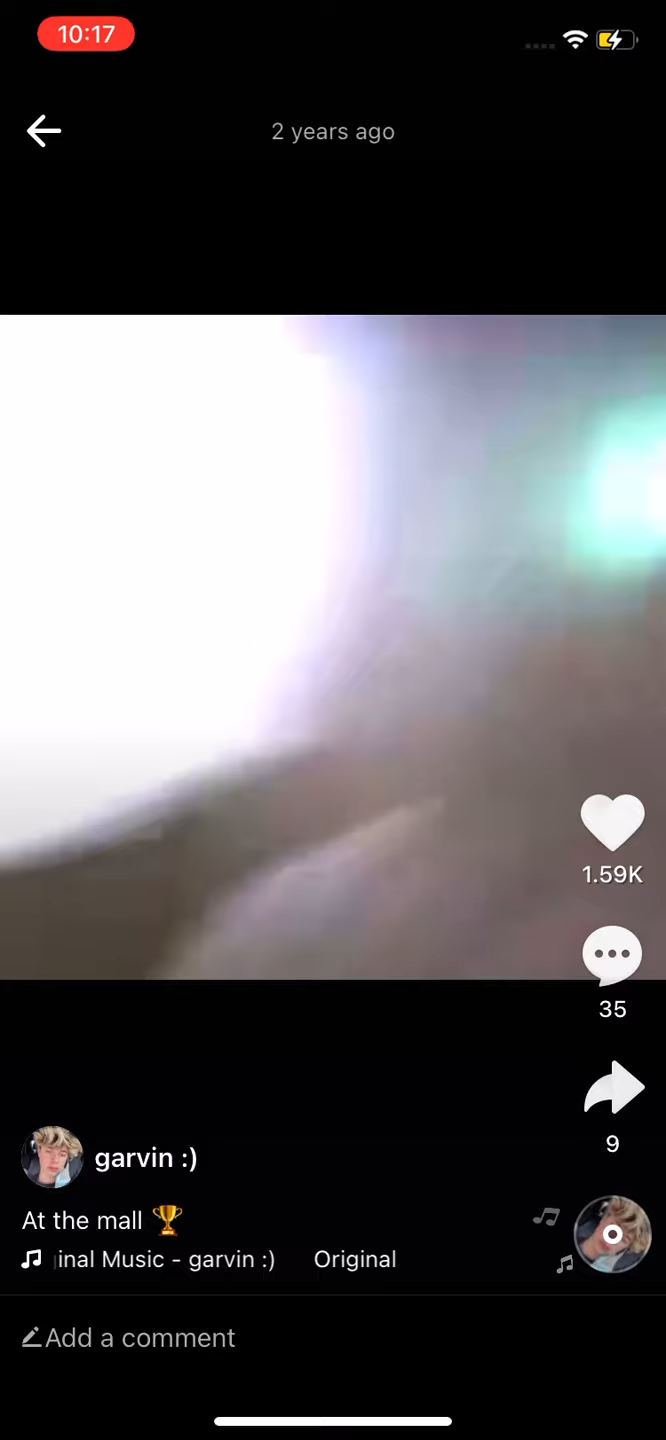 10:17
2 years ago
1.59K
35
9
garvin :)
At the mall 🏆
inal Music - garvin :) Original
Add a comment